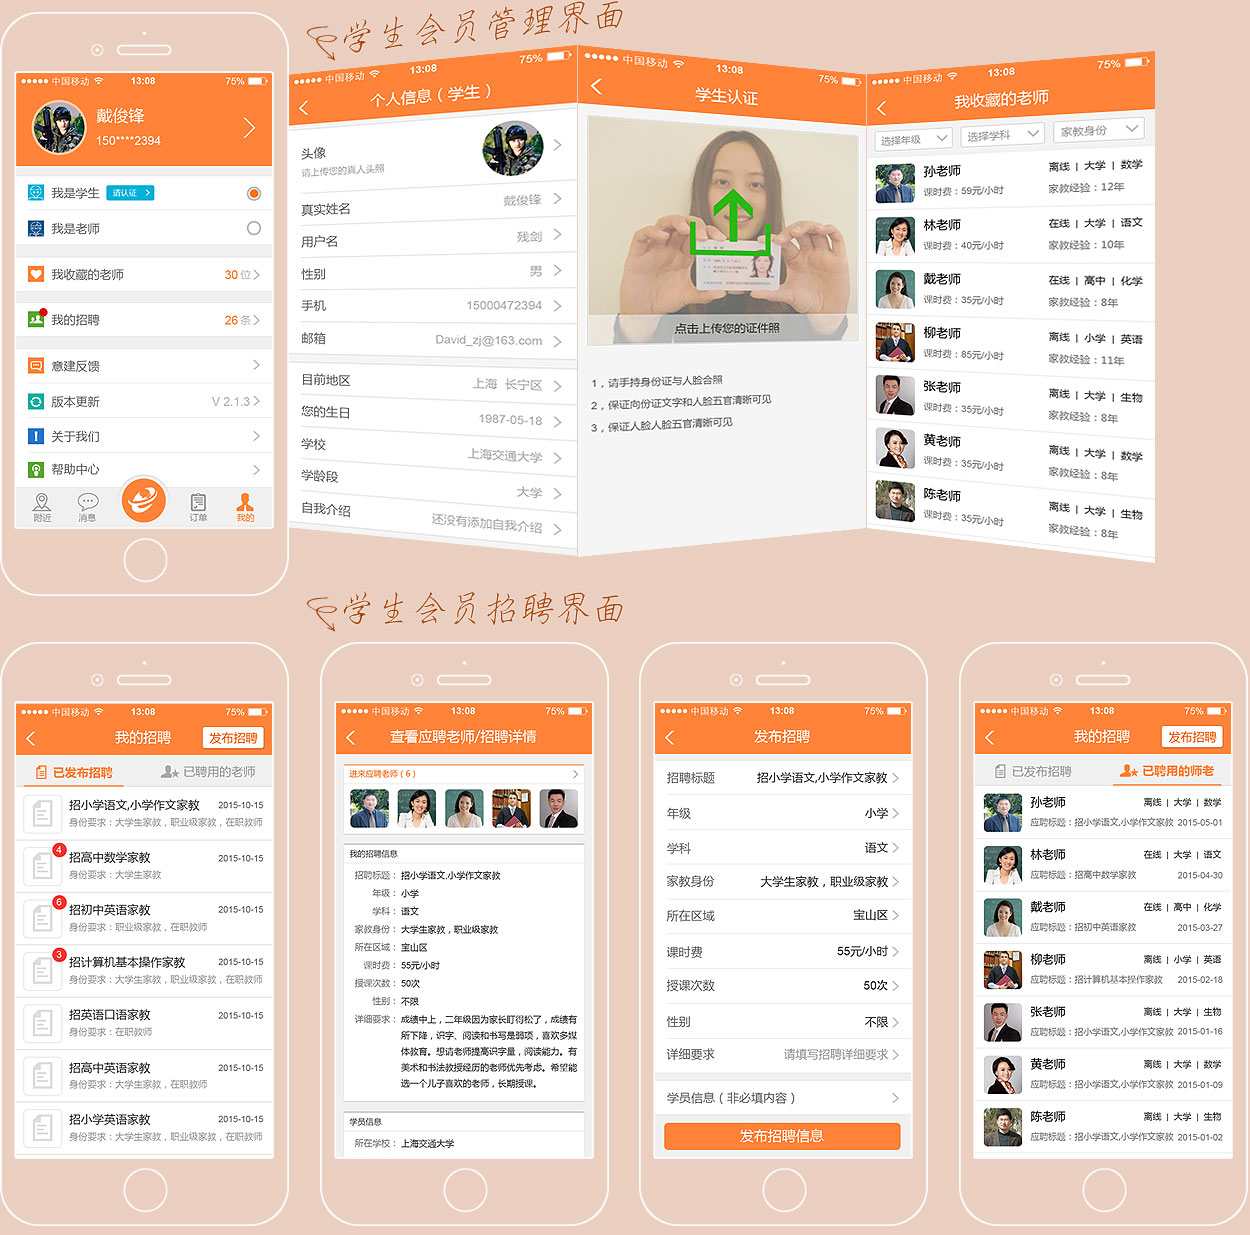 学生会员管理界面
中国移动 13:08 75%
戴俊锋
150****2394
我是学生 请认证
我是老师
我收藏的老师 30位
我的招聘 26条
意建反馈
版本更新 V 2.1.3
关于我们
帮助中心
附近 消息 订单 我的
中国移动 13:08 75%
个人信息（学生）
头像
请上传您的真人头照
真实姓名 戴俊锋
用户名 残剑
性别 男
手机 15000472394
邮箱 David_zj@163.com
目前地区 上海 长宁区
您的生日 1987-05-18
学校 上海交通大学
学龄段 大学
自我介绍 还没有添加自我介绍
中国移动 13:08 75%
学生认证
点击上传您的证件照
1，请手持身份证与人脸合照
2，保证向份证文字和人脸五官清晰可见
3，保证人脸人脸五官清晰可见
中国移动 13:08 75%
我收藏的老师
选择年级 选择学科 家教身份
孙老师 离线 | 大学 | 数学
课时费：59元/小时 家教经验：12年
林老师 在线 | 大学 | 语文
课时费：40元/小时 家教经验：10年
戴老师 在线 | 高中 | 化学
课时费：35元/小时 家教经验：8年
柳老师 离线 | 小学 | 英语
课时费：85元/小时 家教经验：11年
张老师 离线 | 大学 | 生物
课时费：35元/小时 家教经验：8年
黄老师 离线 | 大学 | 数学
课时费：35元/小时 家教经验：8年
陈老师 离线 | 大学 | 生物
课时费：35元/小时 家教经验：8年
学生会员招聘界面
中国移动 13:08 75%
我的招聘 发布招聘
已发布招聘 已聘用的老师
招小学语文,小学作文家教 2015-10-15
身份要求：大学生家教,职业级家教，在职教师
4
招高中数学家教 2015-10-15
身份要求：大学生家教
6
招初中英语家教 2015-10-15
身份要求：职业级家教，在职教师
3
招计算机基本操作家教 2015-10-15
身份要求：大学生家教,职业级家教，在职教师
招英语口语家教 2015-10-15
身份要求：在职教师
招高中英语家教 2015-10-15
身份要求：大学生家教，在职教师
招小学英语家教 2015-10-15
身份要求：大学生家教,职业级家教，在职教师
中国移动 13:08 75%
查看应聘老师/招聘详情
进来应聘老师（6）
我的招聘信息
招聘标题：招小学语文,小学作文家教
年级：小学
学科：语文
家教身份：大学生家教，职业级家教
所在区域：宝山区
课时费：55元/小时
授课次数：50次
性别：不限
详细要求：成绩中上，二年级因为家长盯得松了，成绩有
所下降，识字、阅读和书写是弱项，喜欢多媒
体教育。想请老师提高识字量，阅读能力。有
美术和书法教授经历的老师优先考虑。希望能
选一个儿子喜欢的老师，长期授课。
学员信息
所在学校：上海交通大学
中国移动 13:08 75%
发布招聘
招聘标题 招小学语文,小学作文家教
年级 小学
学科 语文
家教身份 大学生家教，职业级家教
所在区域 宝山区
课时费 55元/小时
授课次数 50次
性别 不限
详细要求 请填写招聘详细要求
学员信息（非必填内容）
发布招聘信息
中国移动 13:08 75%
我的招聘 发布招聘
已发布招聘 已聘用的师老
孙老师 离线 | 大学 | 数学
应聘标题：招小学语文,小学作文家教 2015-05-01
林老师 在线 | 大学 | 语文
应聘标题：招高中数学家教 2015-04-30
戴老师 在线 | 高中 | 化学
应聘标题：招初中英语家教 2015-03-27
柳老师 离线 | 小学 | 英语
应聘标题：招计算机基本操作家教 2015-02-18
张老师 离线 | 大学 | 生物
应聘标题：招小学语文,小学作文家教 2015-01-16
黄老师 离线 | 大学 | 数学
应聘标题：招小学语文,小学作文家教 2015-01-09
陈老师 离线 | 大学 | 生物
应聘标题：招小学语文,小学作文家教 2015-01-02